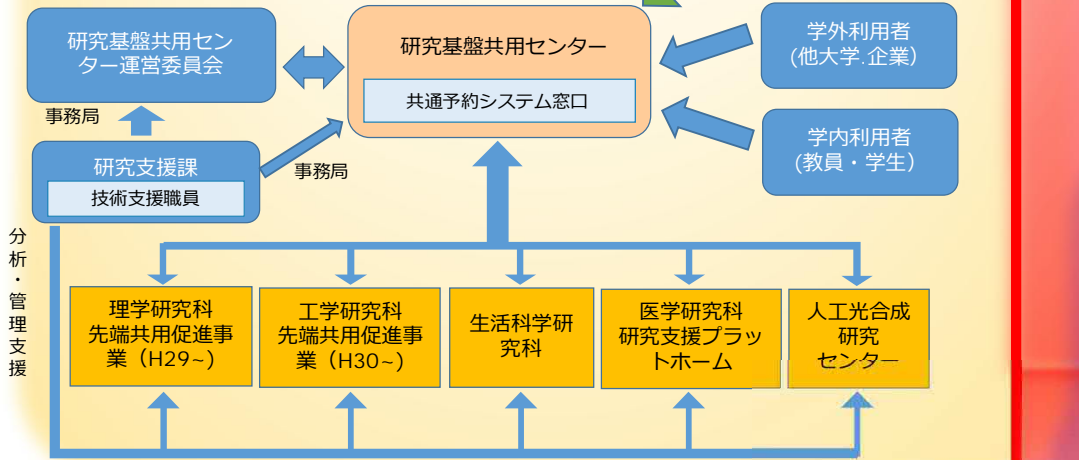 研究基盤共用セン
ター運営委員会
研究基盤共用センター
共通予約システム窓口
学外利用者
(他大学.企業)
事務局
学内利用者
(教員・学生)
研究支援課
技術支援職員
事務局
分析・管理支援
理学研究科
先端共用促進事
業（H29~)
工学研究科
先端共用促進事
業（H30~)
生活科学研
究科
医学研究科
研究支援プラッ
トホーム
人工光合成
研究
センター